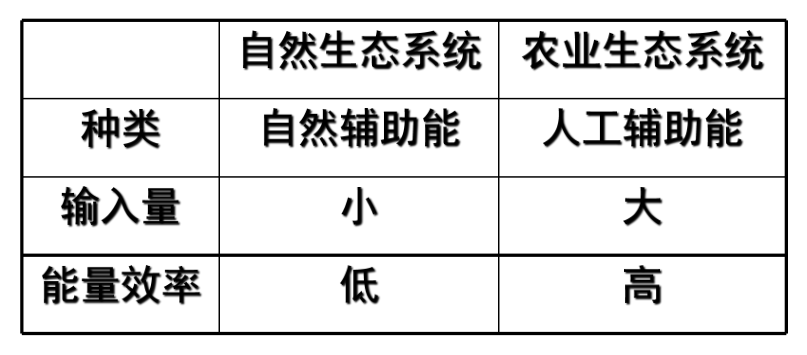 自然生态系统 农业生态系统
种类 自然辅助能 人工辅助能
输入量 小 大
能量效率 低 高